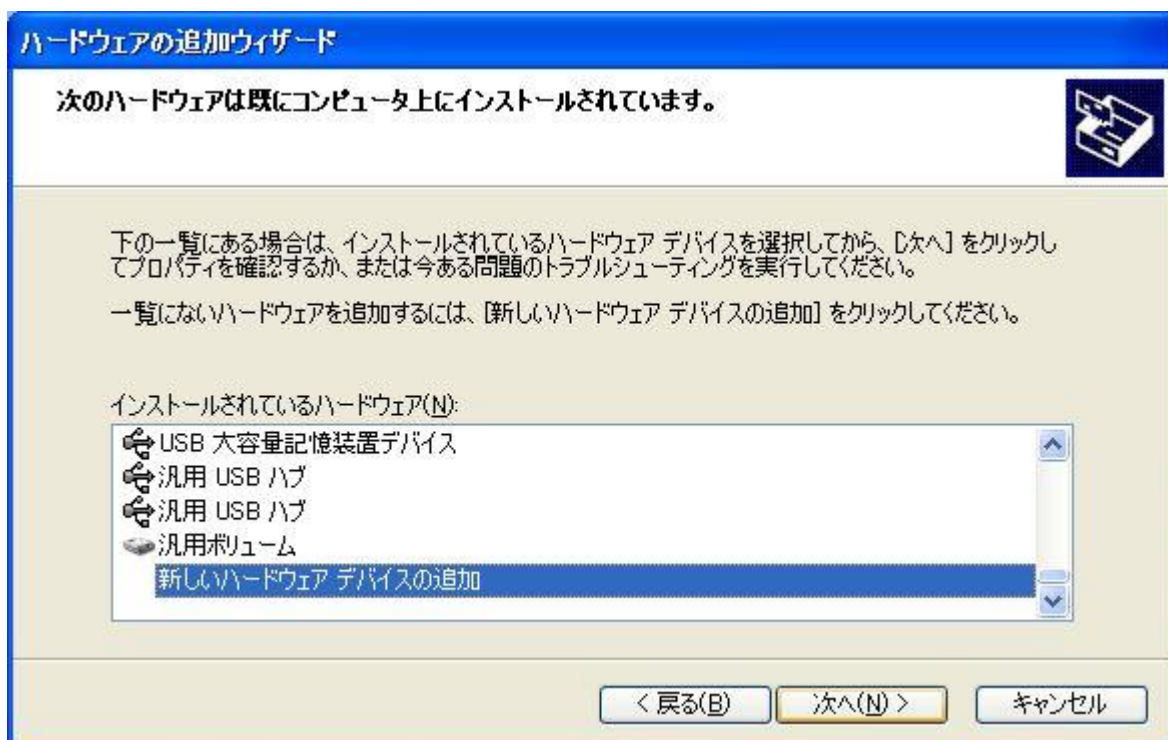 ハードウェアの追加ウィザード
次のハードウェアは既にコンピュータ上にインストールされています。
下の一覧にある場合は、インストールされているハードウェア デバイスを選択してから、[次へ] をクリックし
てプロパティを確認するか、または今ある問題のトラブルシューティングを実行してください。
一覧にないハードウェアを追加するには、[新しいハードウェア デバイスの追加] をクリックしてください。
インストールされているハードウェア(N):
USB 大容量記憶装置デバイス
汎用 USB ハブ
汎用 USB ハブ
汎用ボリューム
新しいハードウェア デバイスの追加
< 戻る(B) 次へ(N) > キャンセル